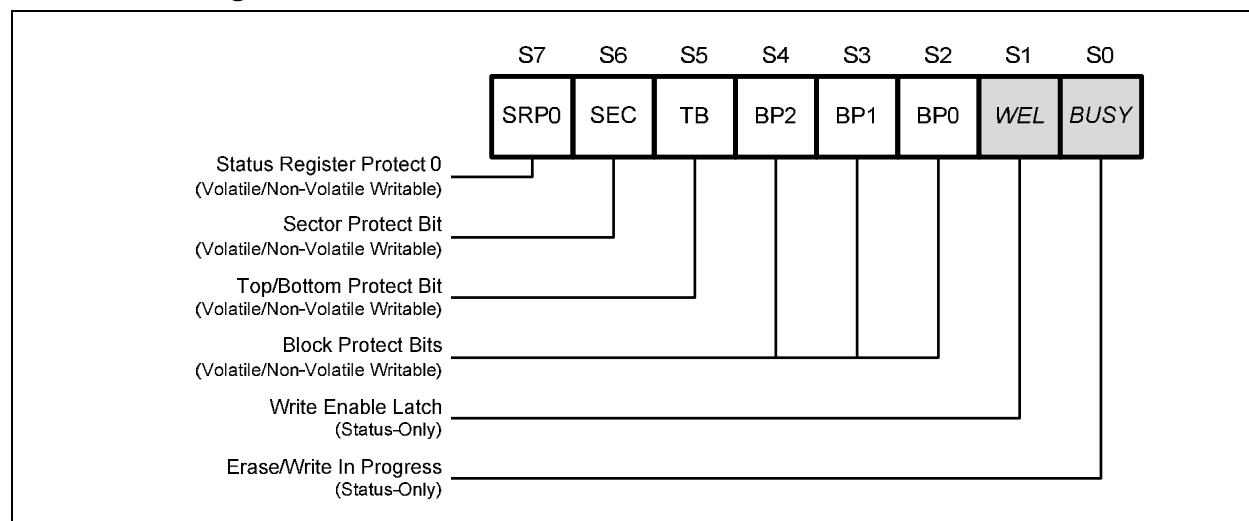 S7 S6 S5 S4 S3 S2 S1 S0
SRP0 SEC TB BP2 BP1 BP0 WEL BUSY
Status Register Protect 0
(Volatile/Non-Volatile Writable)
Sector Protect Bit
(Volatile/Non-Volatile Writable)
Top/Bottom Protect Bit
(Volatile/Non-Volatile Writable)
Block Protect Bits
(Volatile/Non-Volatile Writable)
Write Enable Latch
(Status-Only)
Erase/Write In Progress
(Status-Only)